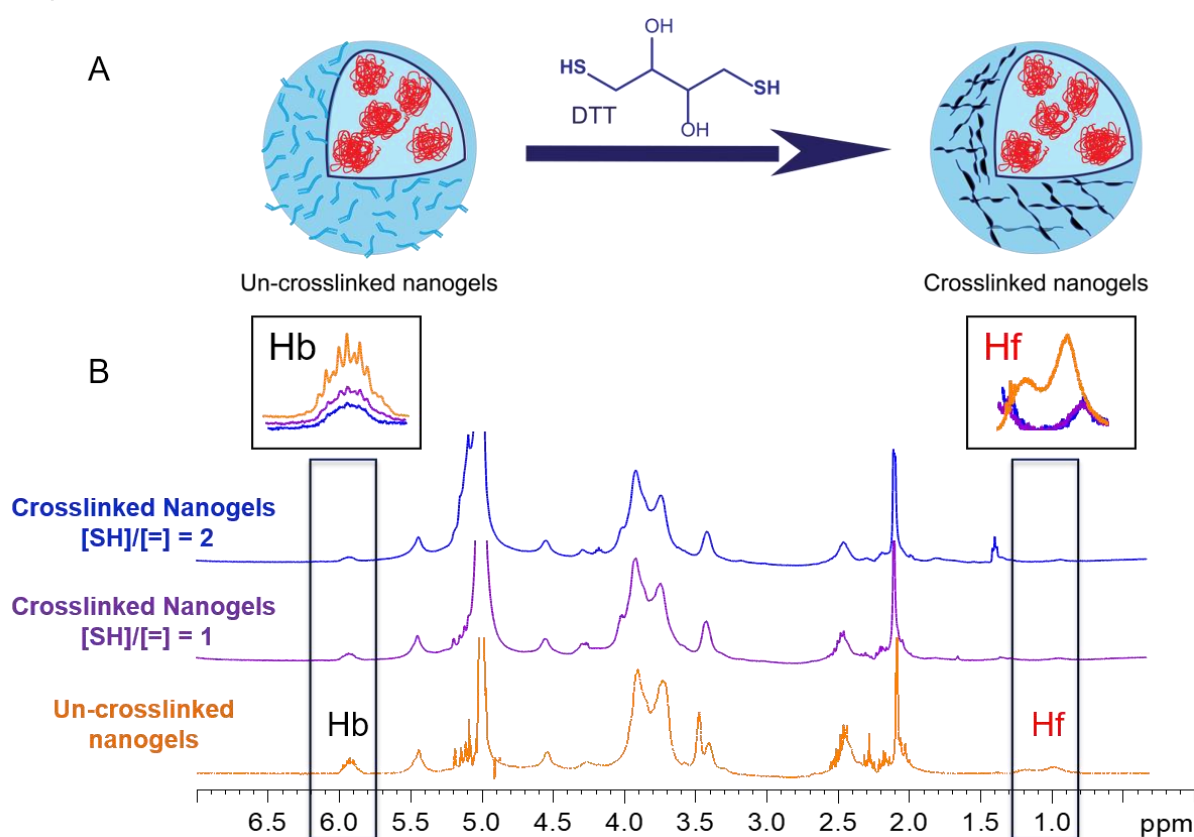 A
OH
HS
SH
DTT
OH
Un-crosslinked nanogels
Crosslinked nanogels
B
Hb
Hf
Crosslinked Nanogels
[SH]/[=] = 2
Crosslinked Nanogels
[SH]/[=] = 1
Un-crosslinked
nanogels
Hb
Hf
6.5 6.0 5.5 5.0 4.5 4.0 3.5 3.0 2.5 2.0 1.5 1.0 ppm